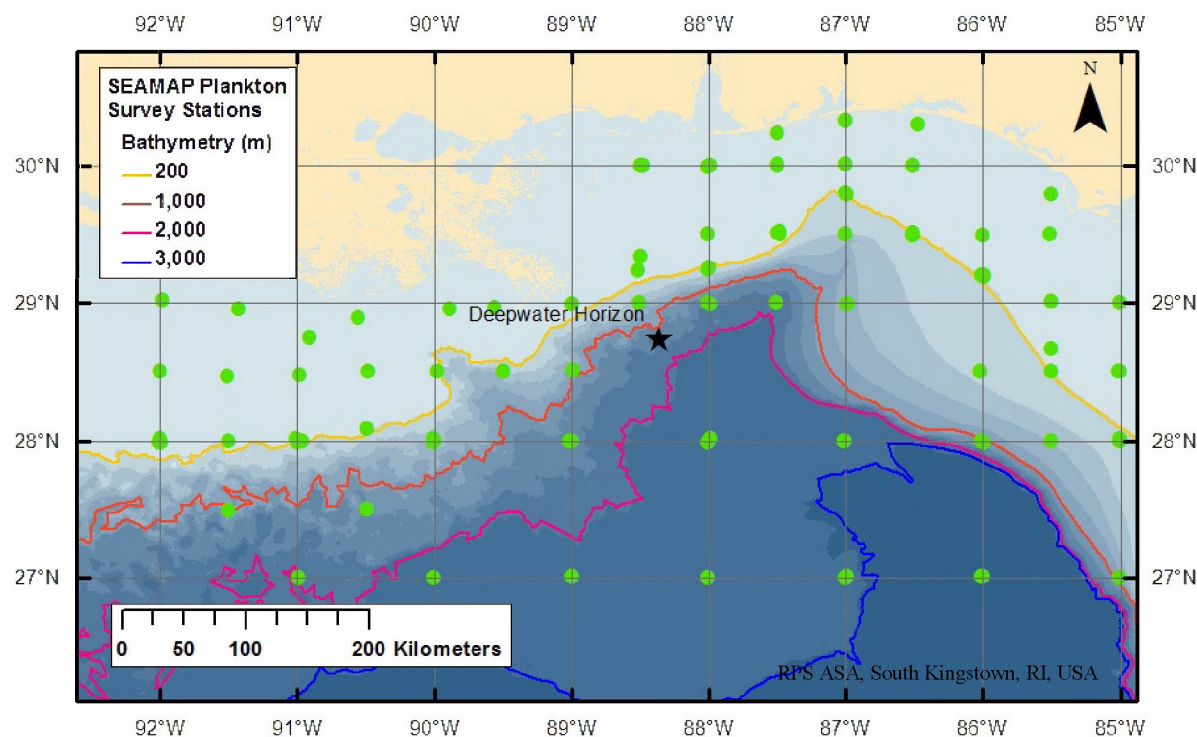 92°W 91°W 90°W 89°W 88°W 87°W 86°W 85°W
SEAMAP Plankton
Survey Stations
Bathymetry (m)
200
1,000
2,000
3,000
N
30°N 30°N
29°N 29°N
Deepwater Horizon
28°N 28°N
27°N 27°N
0 50 100 200 Kilometers
RPS ASA, South Kingstown, RI, USA
92°W 91°W 90°W 89°W 88°W 87°W 86°W 85°W